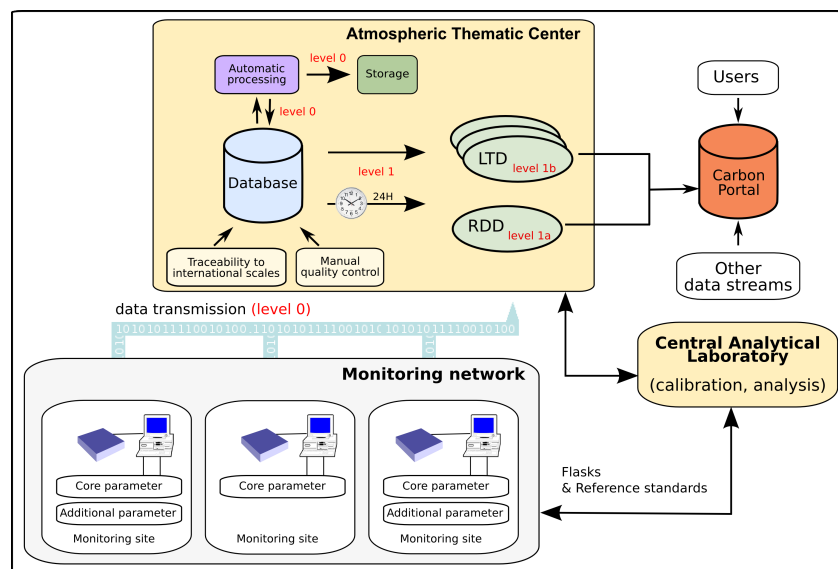 Atmospheric Thematic Center
Automatic
processing
level 0
Storage
level 0
Users
Database
level 1
LTD
level 1b
24H
RDD
level 1a
Carbon
Portal
Traceability to
international scales
Manual
quality control
Other
data streams
data transmission (level 0)
Central Analytical
Laboratory
(calibration, analysis)
Monitoring network
Core parameter
Additional parameter
Monitoring site
Core parameter
Monitoring site
Core parameter
Additional parameter
Monitoring site
Flasks
& Reference standards